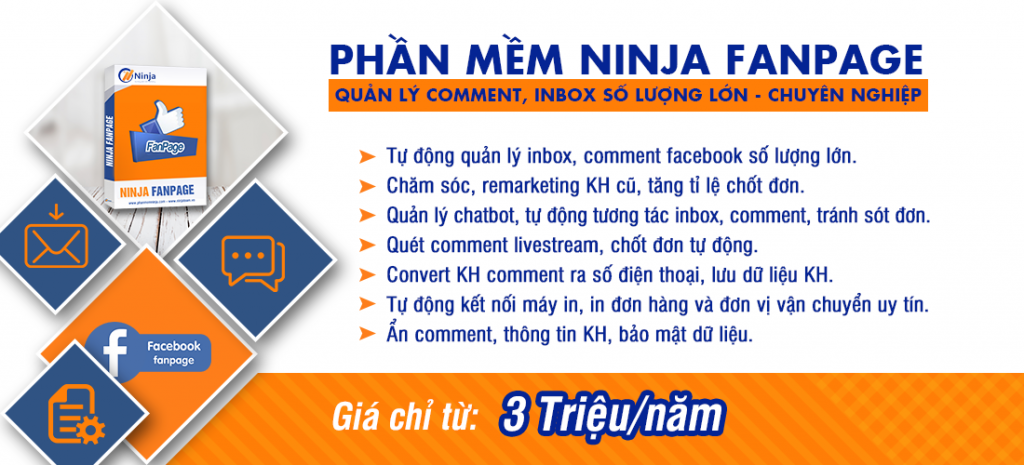 PHẦN MỀM NINJA FANPAGE
QUẢN LÝ COMMENT, INBOX SỐ LƯỢNG LỚN - CHUYÊN NGHIỆP
Ninja
FanPage
NINJA FANPAGE
NINJA FANPAGE
Tự động quản lý inbox, comment facebook số lượng lớn.
Chăm sóc, remarketing KH cũ, tăng tỉ lệ chốt đơn.
Quản lý chatbot, tự động tương tác inbox, comment, tránh sót đơn.
Quét comment livestream, chốt đơn tự động.
Convert KH comment ra số điện thoại, lưu dữ liệu KH.
Tự động kết nối máy in, in đơn hàng và đơn vị vận chuyển uy tín.
Ẩn comment, thông tin KH, bảo mật dữ liệu.
f
Facebook
fanpage
Giá chỉ từ: 3 Triệu/năm